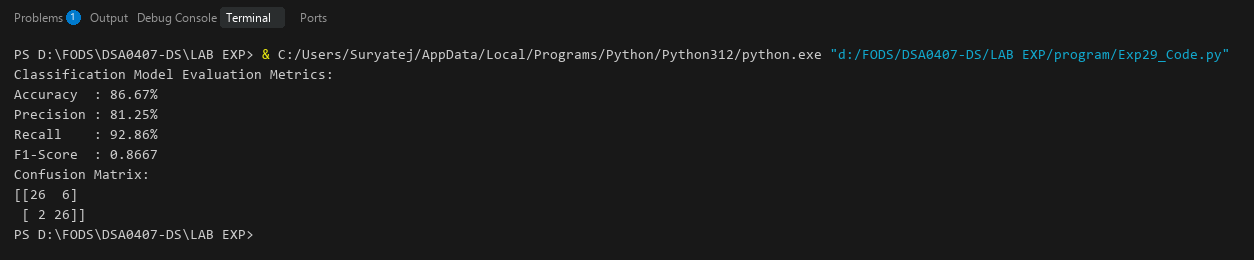 Problems 1 Output Debug Console Terminal Ports
PS D:\FODS\DSA0407-DS\LAB EXP> & C:/Users/Suryatej/AppData/Local/Programs/Python/Python312/python.exe "d:/FODS/DSA0407-DS/LAB EXP/program/Exp29_Code.py"
Classification Model Evaluation Metrics:
Accuracy  : 86.67%
Precision : 81.25%
Recall    : 92.86%
F1-Score  : 0.8667
Confusion Matrix:
[[26  6]
 [ 2 26]]
PS D:\FODS\DSA0407-DS\LAB EXP>